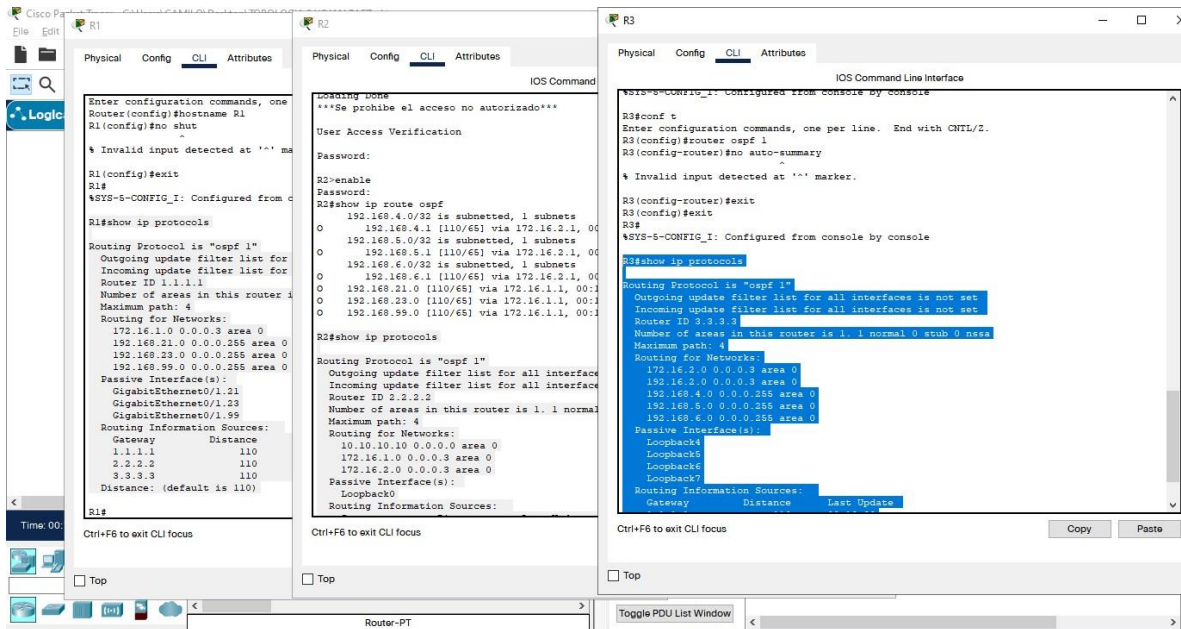 Cisco Pa
File Edit
Logic
Time: 00:
R1
Physical Config CLI Attributes
Enter configuration commands, one
Router(config)#hostname R1
R1(config)#no shut
^
% Invalid input detected at '^' ma
R1(config)#exit
R1#
%SYS-5-CONFIG_I: Configured from c
R1#show ip protocols
Routing Protocol is "ospf 1"
Outgoing update filter list for
Incoming update filter list for
Router ID 1.1.1.1
Number of areas in this router i
Maximum path: 4
Routing for Networks:
172.16.1.0 0.0.0.3 area 0
192.168.21.0 0.0.0.255 area 0
192.168.23.0 0.0.0.255 area 0
192.168.99.0 0.0.0.255 area 0
Passive Interface(s):
GigabitEthernet0/1.21
GigabitEthernet0/1.23
GigabitEthernet0/1.99
Routing Information Sources:
Gateway Distance
1.1.1.1 110
2.2.2.2 110
3.3.3.3 110
Distance: (default is 110)
R1#
Ctrl+F6 to exit CLI focus
Top
R2
Physical Config CLI Attributes
IOS Command
Loading Done
***Se prohibe el acceso no autorizado***
User Access Verification
Password:
R2>enable
Password:
R2#show ip route ospf
192.168.4.0/32 is subnetted, 1 subnets
O 192.168.4.1 [110/65] via 172.16.2.1, 00
192.168.5.0/32 is subnetted, 1 subnets
O 192.168.5.1 [110/65] via 172.16.2.1, 00
192.168.6.0/32 is subnetted, 1 subnets
O 192.168.6.1 [110/65] via 172.16.2.1, 00
O 192.168.21.0 [110/65] via 172.16.1.1, 00:1
O 192.168.23.0 [110/65] via 172.16.1.1, 00:1
O 192.168.99.0 [110/65] via 172.16.1.1, 00:1
R2#show ip protocols
Routing Protocol is "ospf 1"
Outgoing update filter list for all interface
Incoming update filter list for all interface
Router ID 2.2.2.2
Number of areas in this router is 1. 1 normal
Maximum path: 4
Routing for Networks:
10.10.10.10 0.0.0.0 area 0
172.16.1.0 0.0.0.3 area 0
172.16.2.0 0.0.0.3 area 0
Passive Interface(s):
Loopback0
Routing Information Sources:
Ctrl+F6 to exit CLI focus
Top
R3
Physical Config CLI Attributes
IOS Command Line Interface
%SYS-5-CONFIG_I: Configured from console by console
R3#conf t
Enter configuration commands, one per line. End with CNTL/Z.
R3(config)#router ospf 1
R3(config-router)#no auto-summary
^
% Invalid input detected at '^' marker.
R3(config-router)#exit
R3(config)#exit
R3#
%SYS-5-CONFIG_I: Configured from console by console
R3#show ip protocols
Routing Protocol is "ospf 1"
Outgoing update filter list for all interfaces is not set
Incoming update filter list for all interfaces is not set
Router ID 3.3.3.3
Number of areas in this router is 1. 1 normal 0 stub 0 nssa
Maximum path: 4
Routing for Networks:
172.16.2.0 0.0.0.3 area 0
192.16.2.0 0.0.0.3 area 0
192.168.4.0 0.0.0.255 area 0
192.168.5.0 0.0.0.255 area 0
192.168.6.0 0.0.0.255 area 0
Passive Interface(s):
Loopback4
Loopback5
Loopback6
Loopback7
Routing Information Sources:
Gateway Distance Last Update
Ctrl+F6 to exit CLI focus
Copy Paste
Top
Router-PT
Toggle PDU List Window